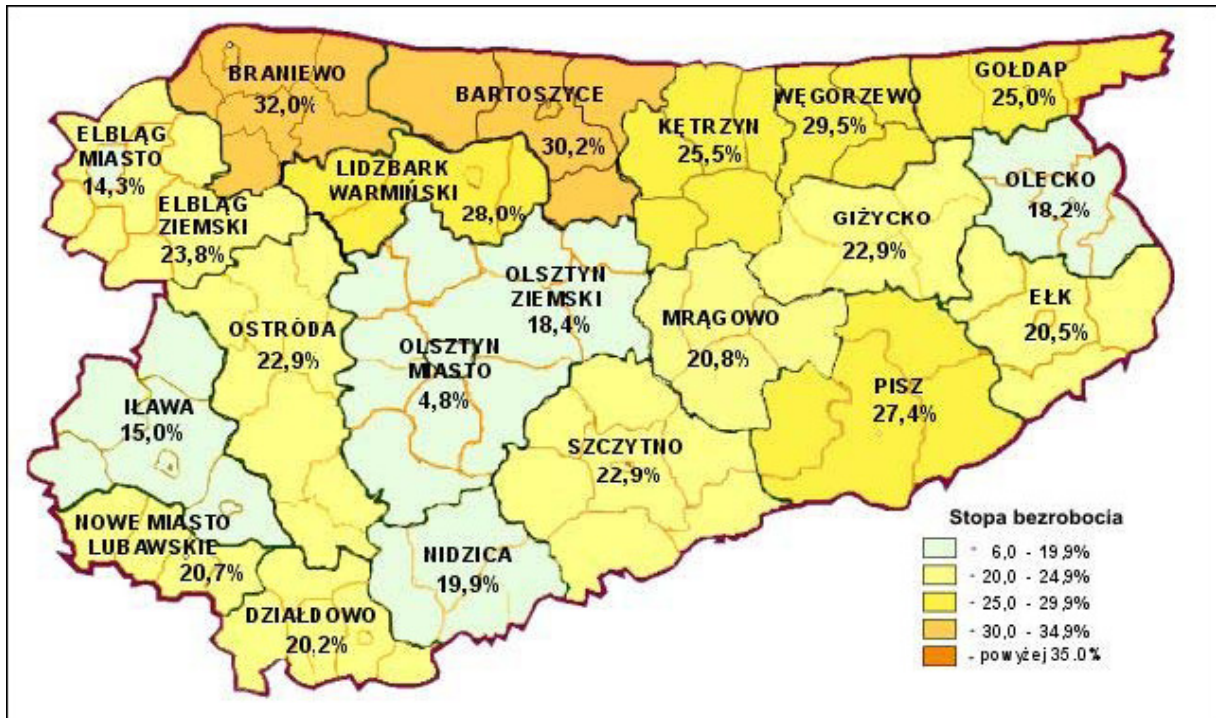 BRANIEWO
32,0%
BARTOSZYCE
30,2%
GOŁDAP
25,0%
WĘGORZEWO
29,5%
KĘTRZYN
25,5%
ELBLĄG
MIASTO
14,3%
LIDZBARK
WARMIŃSKI
28,0%
OLECKO
18,2%
ELBLĄG
ZIEMSKI
23,8%
GIŻYCKO
22,9%
OLSZTYN
ZIEMSKI
18,4%
EŁK
20,5%
OSTRÓDA
22,9%
MRĄGOWO
20,8%
OLSZTYN
MIASTO
4,8%
PISZ
27,4%
IŁAWA
15,0%
SZCZYTNO
22,9%
NOWE MIASTO
LUBAWSKIE
20,7%
NIDZICA
19,9%
DZIAŁDOWO
20,2%
Stopa bezrobocia
- 6,0 - 19,9%
- 20,0 - 24,9%
- 25,0 - 29,9%
- 30,0 - 34,9%
- powyżej 35.0%